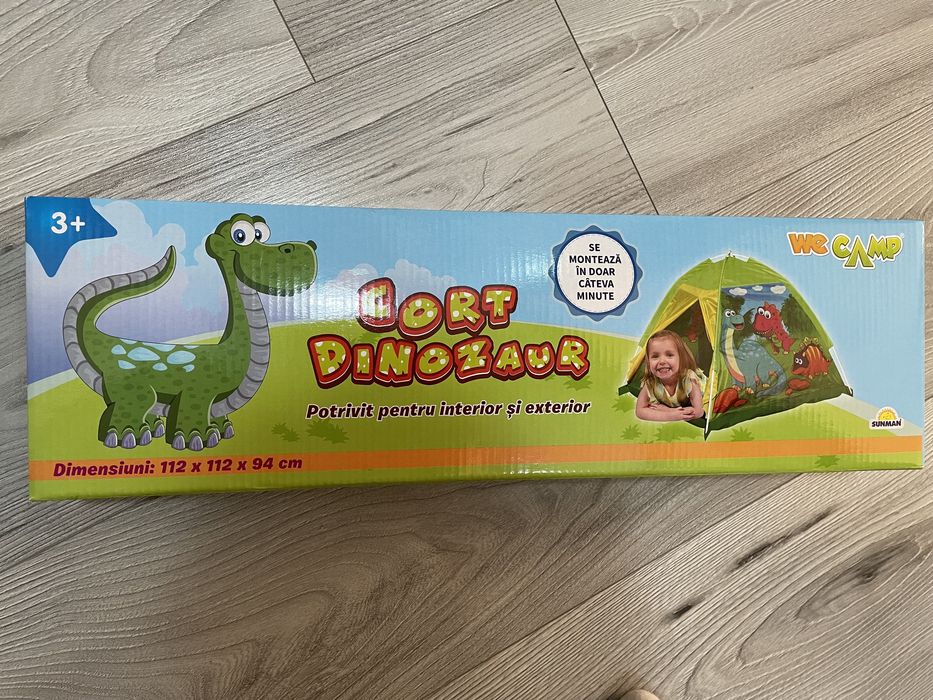 3+
SE
MONTEAZĂ
ÎN DOAR
CÂTEVA
MINUTE
WE CAMP
CORT
DINOZAUR
Potrivit pentru interior și exterior
SUNMAN
Dimensiuni: 112 x 112 x 94 cm